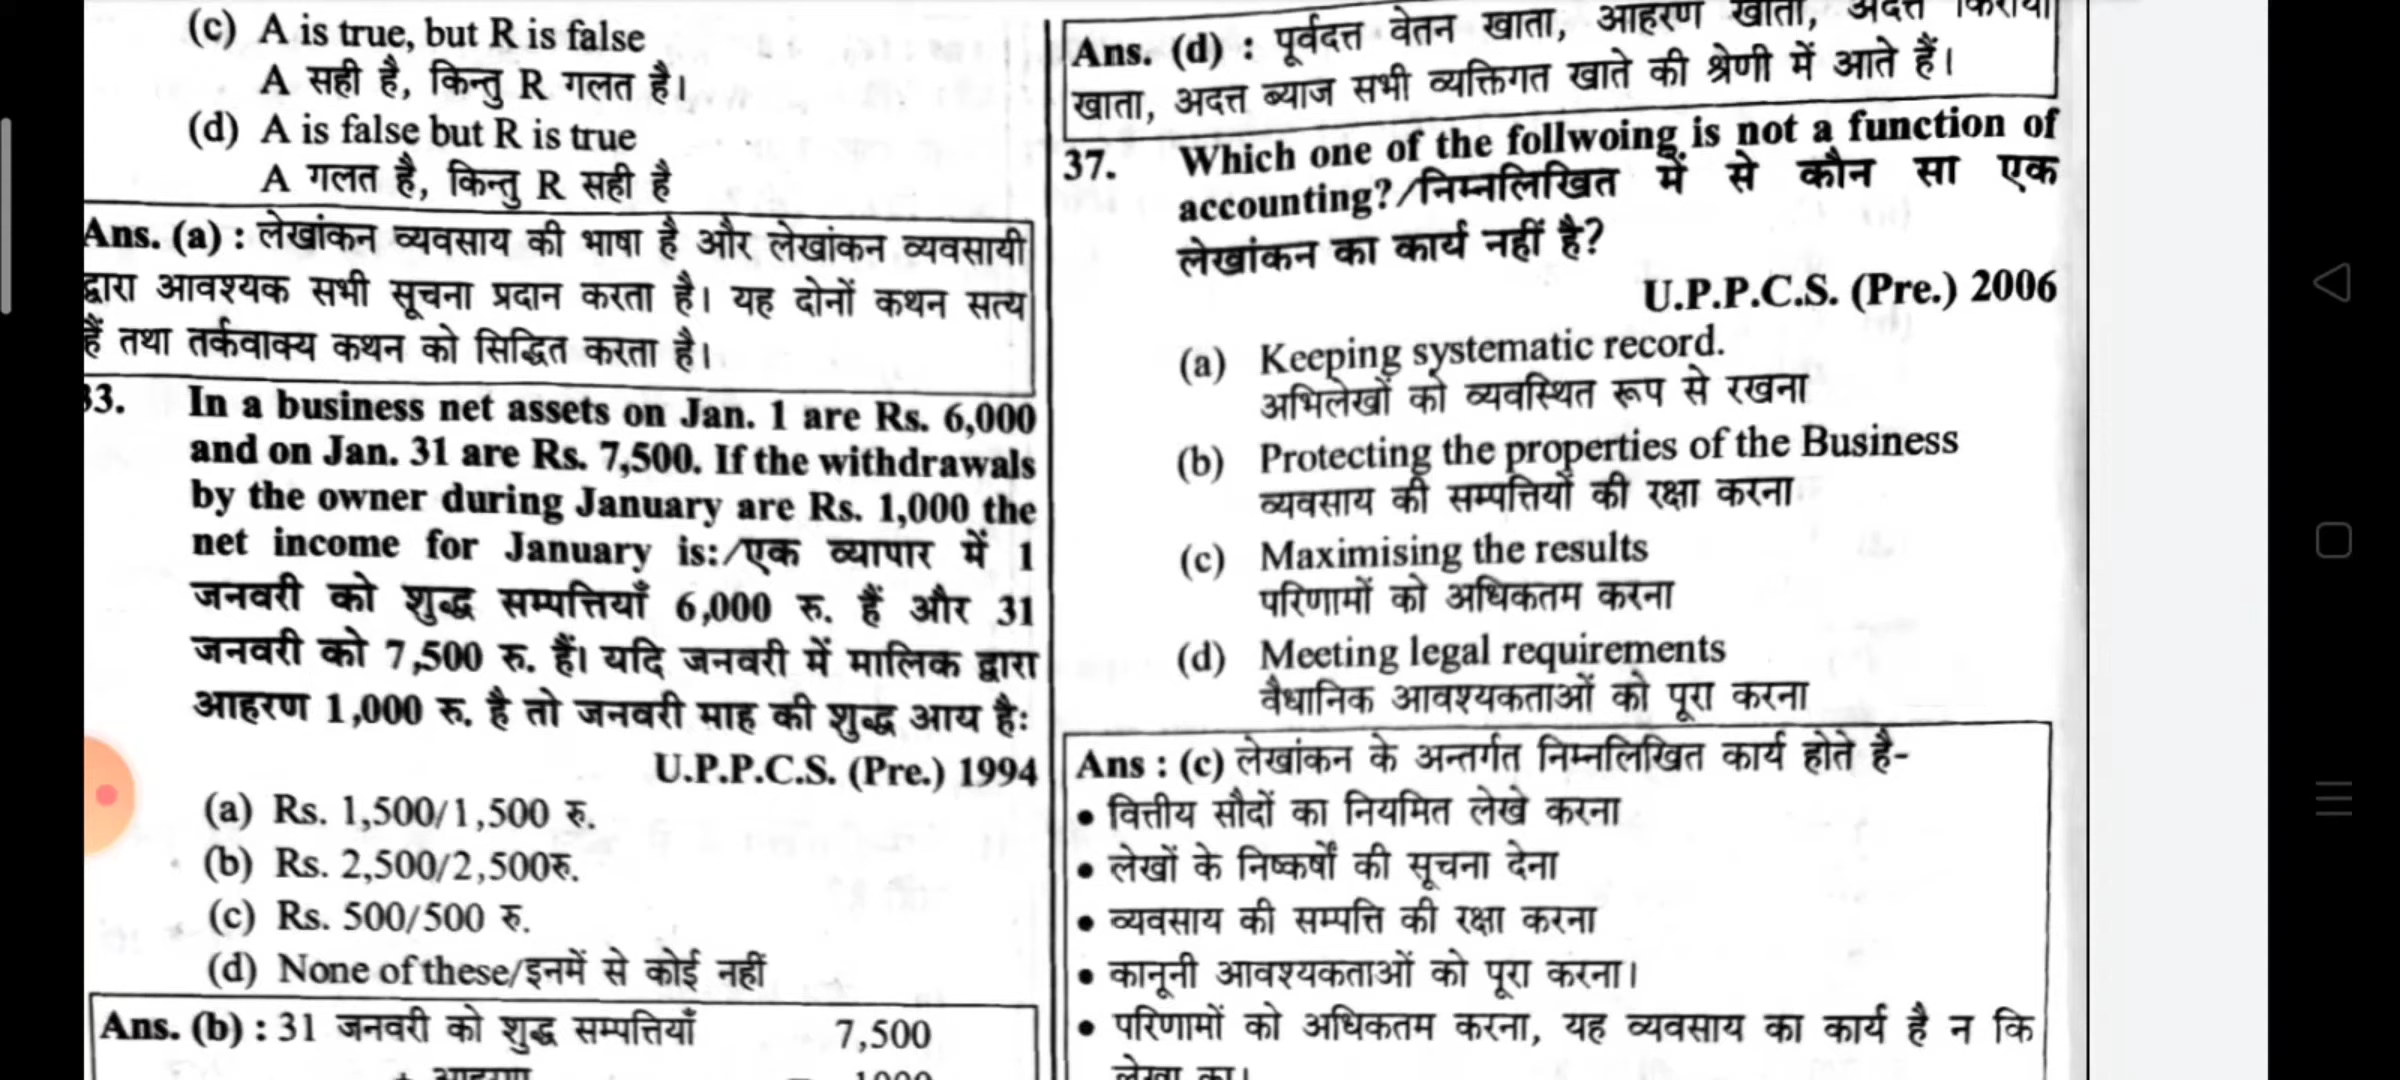 (c) A is true, but R is false
A सही है, किन्तु R गलत है।
(d) A is false but R is true
A गलत है, किन्तु R सही है
Ans. (a) : लेखांकन व्यवसाय की भाषा है और लेखांकन व्यवसायी
द्वारा आवश्यक सभी सूचना प्रदान करता है। यह दोनों कथन सत्य
हैं तथा तर्कवाक्य कथन को सिद्धित करता है।
33. In a business net assets on Jan. 1 are Rs. 6,000
and on Jan. 31 are Rs. 7,500. If the withdrawals
by the owner during January are Rs. 1,000 the
net income for January is:/एक व्यापार में 1
जनवरी को शुद्ध सम्पत्तियाँ 6,000 रु. हैं और 31
जनवरी को 7,500 रु. हैं। यदि जनवरी में मालिक द्वारा
आहरण 1,000 रु. है तो जनवरी माह की शुद्ध आय है:
U.P.P.C.S. (Pre.) 1994
(a) Rs. 1,500/1,500 रु.
(b) Rs. 2,500/2,500रु.
(c) Rs. 500/500 रु.
(d) None of these/इनमें से कोई नहीं
Ans. (b) : 31 जनवरी को शुद्ध सम्पत्तियाँ 7,500
+ आहरण = 1000
Ans. (d) : पूर्वदत्त वेतन खाता, आहरण खाता, अदत्त किराया
खाता, अदत्त ब्याज सभी व्यक्तिगत खाते की श्रेणी में आते हैं।
37. Which one of the follwoing is not a function of
accounting?/निम्नलिखित में से कौन सा एक
लेखांकन का कार्य नहीं है?
U.P.P.C.S. (Pre.) 2006
(a) Keeping systematic record.
अभिलेखों को व्यवस्थित रूप से रखना
(b) Protecting the properties of the Business
व्यवसाय की सम्पत्तियों की रक्षा करना
(c) Maximising the results
परिणामों को अधिकतम करना
(d) Meeting legal requirements
वैधानिक आवश्यकताओं को पूरा करना
Ans : (c) लेखांकन के अन्तर्गत निम्नलिखित कार्य होते है-
• वित्तीय सौदों का नियमित लेखे करना
• लेखों के निष्कर्षों की सूचना देना
• व्यवसाय की सम्पत्ति की रक्षा करना
• कानूनी आवश्यकताओं को पूरा करना।
• परिणामों को अधिकतम करना, यह व्यवसाय का कार्य है न कि
लेखा का।